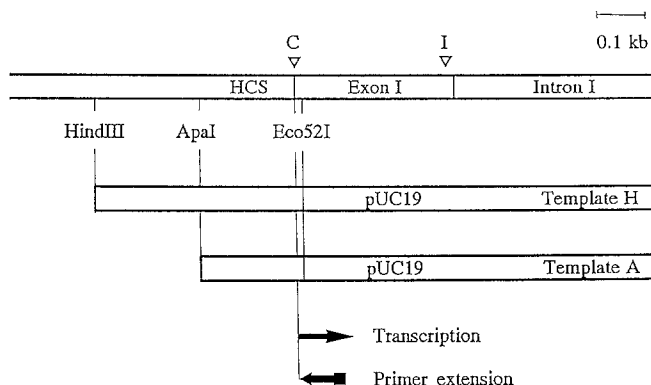 C I 0.1 kb
HCS Exon I Intron I
HindIII ApaI Eco52I
pUC19 Template H
pUC19 Template A
Transcription
Primer extension